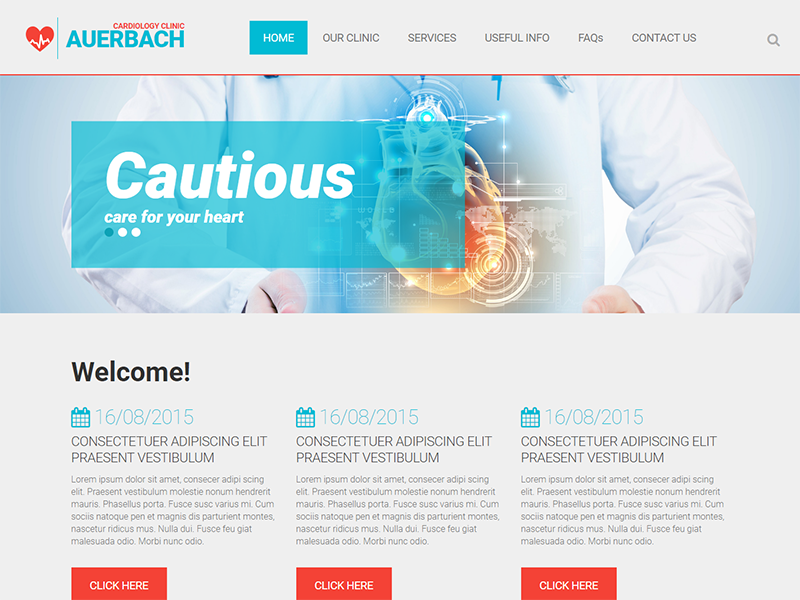 CARDIOLOGY CLINIC
AUERBACH
HOME
OUR CLINIC
SERVICES
USEFUL INFO
FAQs
CONTACT US
Cautious
care for your heart
Welcome!
16/08/2015
CONSECTETUER ADIPISCING ELIT
PRAESENT VESTIBULUM
Lorem ipsum dolor sit amet, consecer adipi scing
elit. Praesent vestibulum molestie nonum hendrerit
mauris. Phasellus portra. Fusce susc varius mi. Cum
sociis natoque pen et magnis dis parturient montes,
nascetur ridicus mus. Nulla dui. Fusce feu giat
malesuada odio. Morbi nunc odio.
CLICK HERE
16/08/2015
CONSECTETUER ADIPISCING ELIT
PRAESENT VESTIBULUM
Lorem ipsum dolor sit amet, consecer adipi scing
elit. Praesent vestibulum molestie nonum hendrerit
mauris. Phasellus portra. Fusce susc varius mi. Cum
sociis natoque pen et magnis dis parturient montes,
nascetur ridicus mus. Nulla dui. Fusce feu giat
malesuada odio. Morbi nunc odio.
CLICK HERE
16/08/2015
CONSECTETUER ADIPISCING ELIT
PRAESENT VESTIBULUM
Lorem ipsum dolor sit amet, consecer adipi scing
elit. Praesent vestibulum molestie nonum hendrerit
mauris. Phasellus portra. Fusce susc varius mi. Cum
sociis natoque pen et magnis dis parturient montes,
nascetur ridicus mus. Nulla dui. Fusce feu giat
malesuada odio. Morbi nunc odio.
CLICK HERE